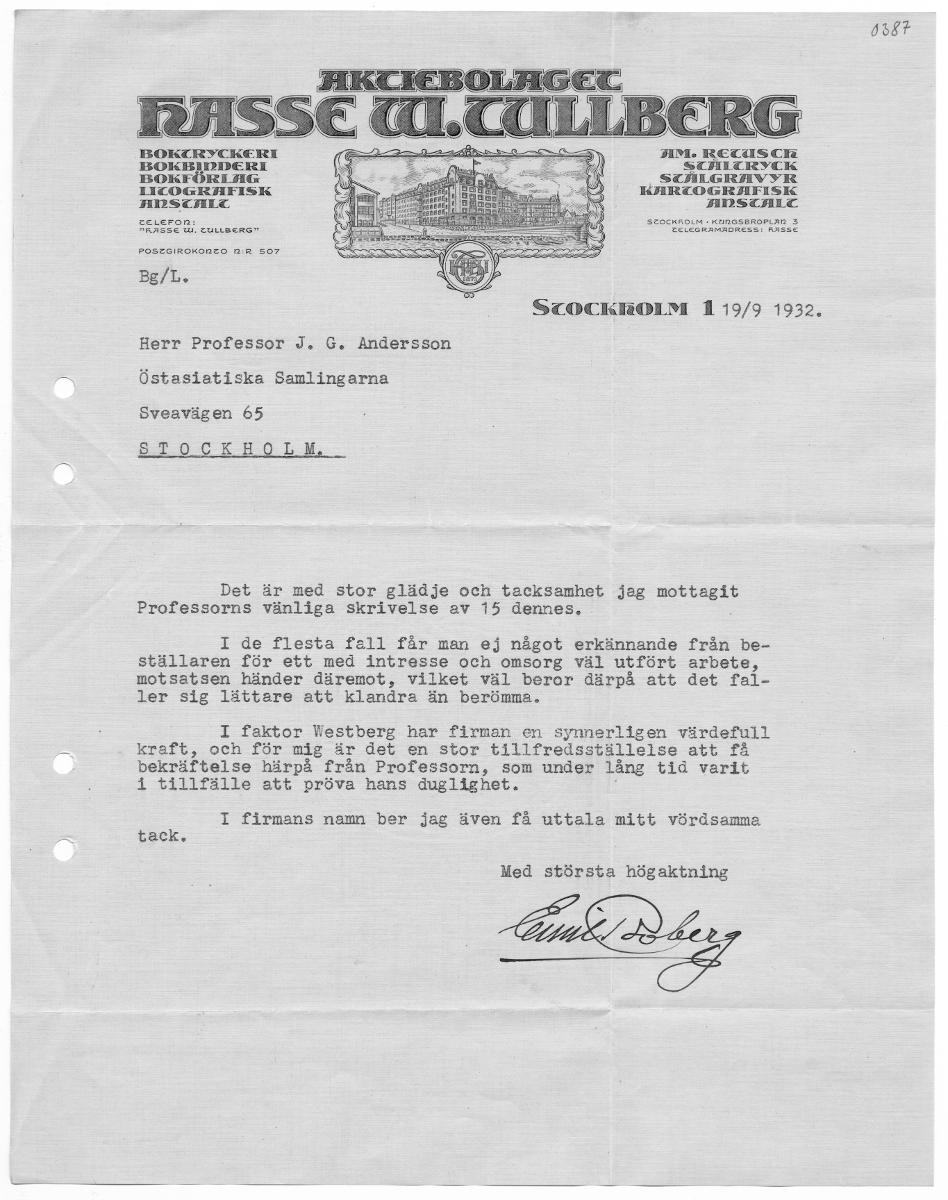 0387
AKTIEBOLAGET
HASSE W. TULLBERG
BOKTRYCKERI
BOKBINDERI
BOKFÖRLAG
LITOGRAFISK
ANSTALT
TELEFON:
"HASSE W. TULLBERG"
POSTGIROKONTO N:R 507
AM. RETUSCH
STÅLTRYCK
STÅLGRAVYR
KARTOGRAFISK
ANSTALT
STOCKHOLM · KUNGSBROPLAN 3
TELEGRAMADRESS: HASSE
Bg/L.
STOCKHOLM 1 19/9 1932.
Herr Professor J. G. Andersson
Östasiatiska Samlingarna
Sveavägen 65
STOCKHOLM.
Det är med stor glädje och tacksamhet jag mottagit
Professorns vänliga skrivelse av 15 dennes.
I de flesta fall får man ej något erkännande från be-
ställaren för ett med intresse och omsorg väl utfört arbete,
motsatsen händer däremot, vilket väl beror därpå att det fal-
ler sig lättare att klandra än berömma.
I faktor Westberg har firman en synnerligen värdefull
kraft, och för mig är det en stor tillfredsställelse att få
bekräftelse härpå från Professorn, som under lång tid varit
i tillfälle att pröva hans duglighet.
I firmans namn ber jag även få uttala mitt vördsamma
tack.
Med största högaktning
Emil